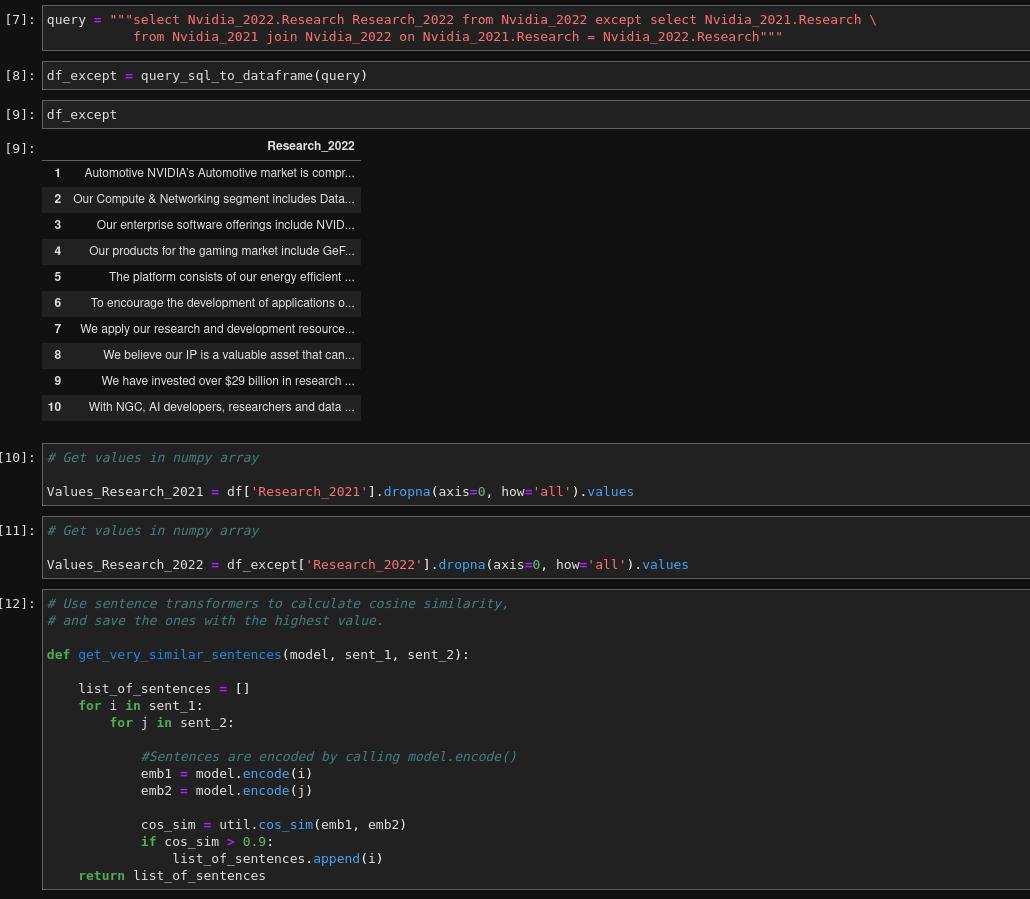 [7]: query = """select Nvidia_2022.Research Research_2022 from Nvidia_2022 except select Nvidia_2021.Research \
from Nvidia_2021 join Nvidia_2022 on Nvidia_2021.Research = Nvidia_2022.Research"""
[8]: df_except = query_sql_to_dataframe(query)
[9]: df_except
[9]: Research_2022
1 Automotive NVIDIA's Automotive market is compr...
2 Our Compute & Networking segment includes Data...
3 Our enterprise software offerings include NVID...
4 Our products for the gaming market include GeF...
5 The platform consists of our energy efficient ...
6 To encourage the development of applications o...
7 We apply our research and development resource...
8 We believe our IP is a valuable asset that can...
9 We have invested over $29 billion in research ...
10 With NGC, AI developers, researchers and data ...
[10]: # Get values in numpy array
Values_Research_2021 = df['Research_2021'].dropna(axis=0, how='all').values
[11]: # Get values in numpy array
Values_Research_2022 = df_except['Research_2022'].dropna(axis=0, how='all').values
[12]: # Use sentence transformers to calculate cosine similarity,
# and save the ones with the highest value.
def get_very_similar_sentences(model, sent_1, sent_2):
list_of_sentences = []
for i in sent_1:
for j in sent_2:
#Sentences are encoded by calling model.encode()
emb1 = model.encode(i)
emb2 = model.encode(j)
cos_sim = util.cos_sim(emb1, emb2)
if cos_sim > 0.9:
list_of_sentences.append(i)
return list_of_sentences